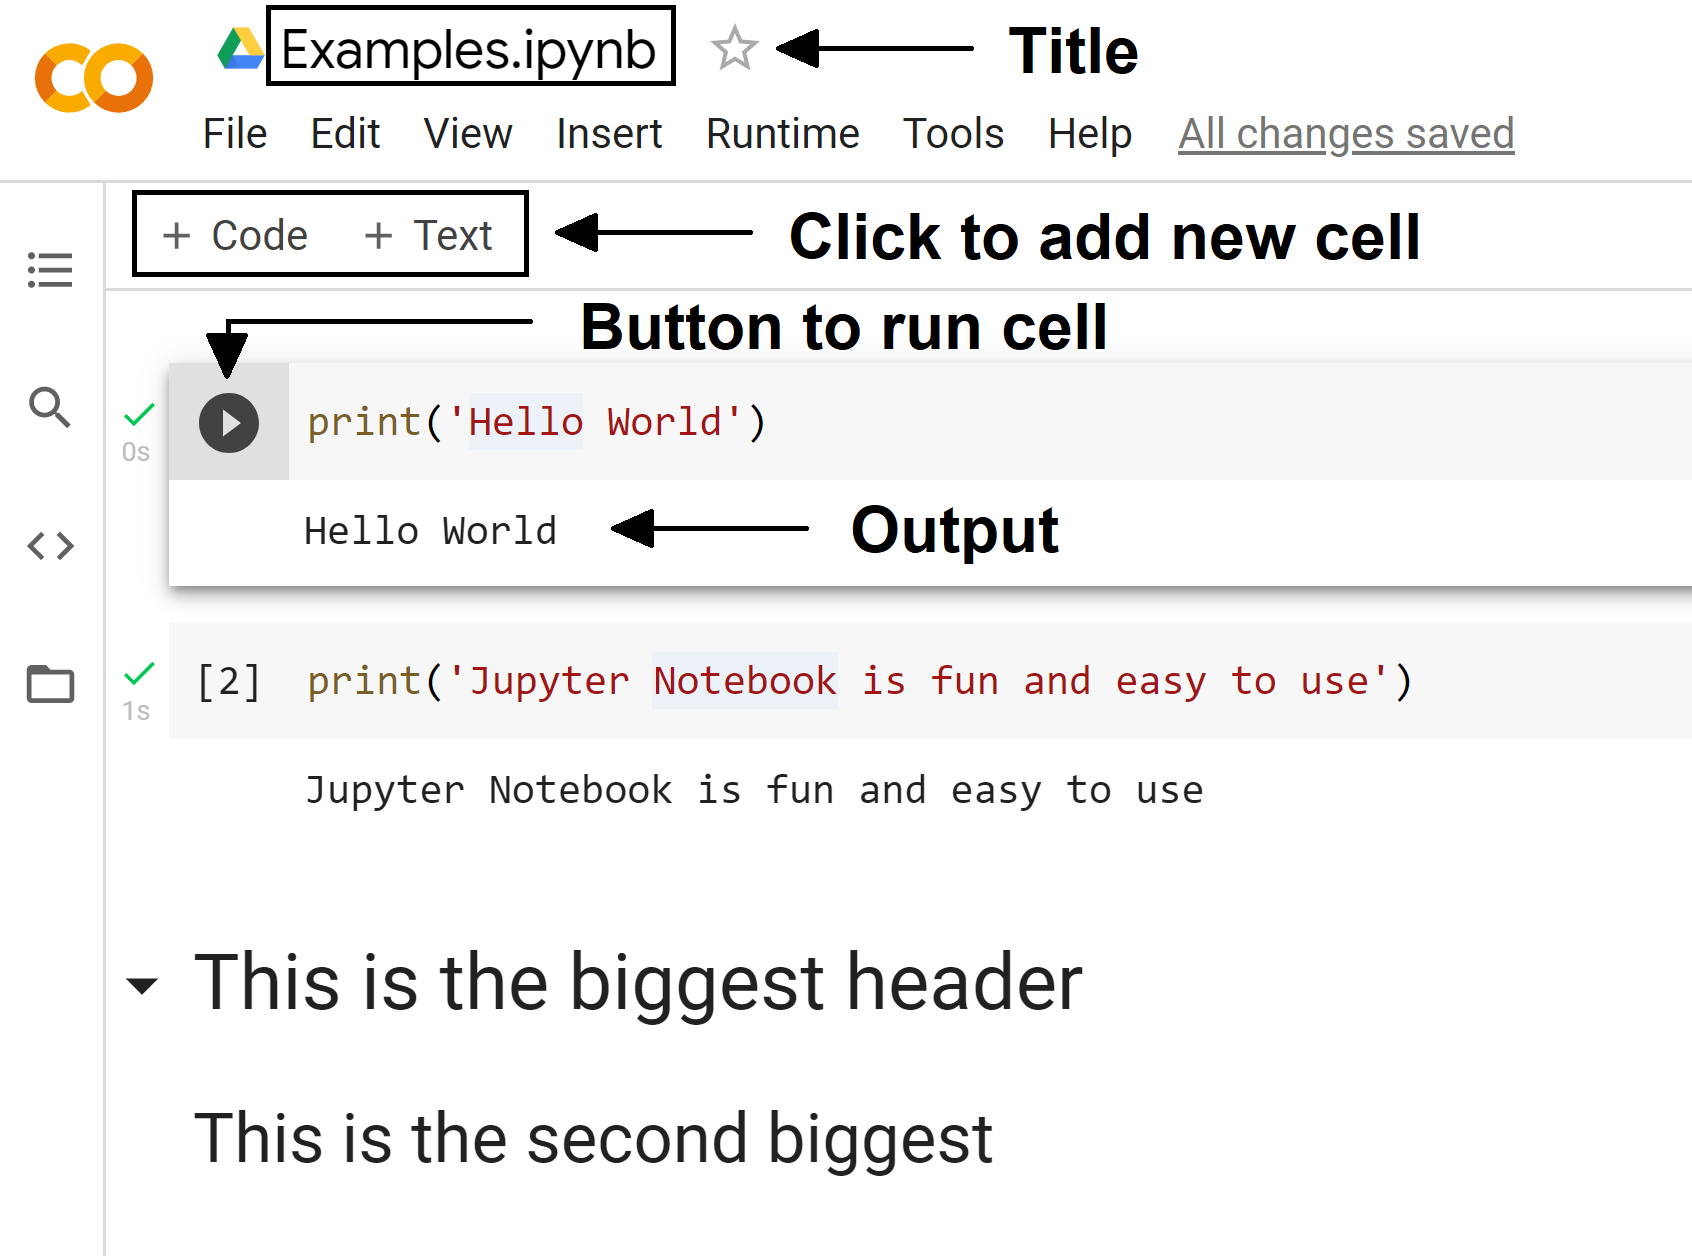 Examples.ipynb Title
File Edit View Insert Runtime Tools Help All changes saved
+ Code + Text Click to add new cell
Button to run cell
print('Hello World')
0s
Hello World Output
[2] print('Jupyter Notebook is fun and easy to use')
1s
Jupyter Notebook is fun and easy to use
This is the biggest header
This is the second biggest